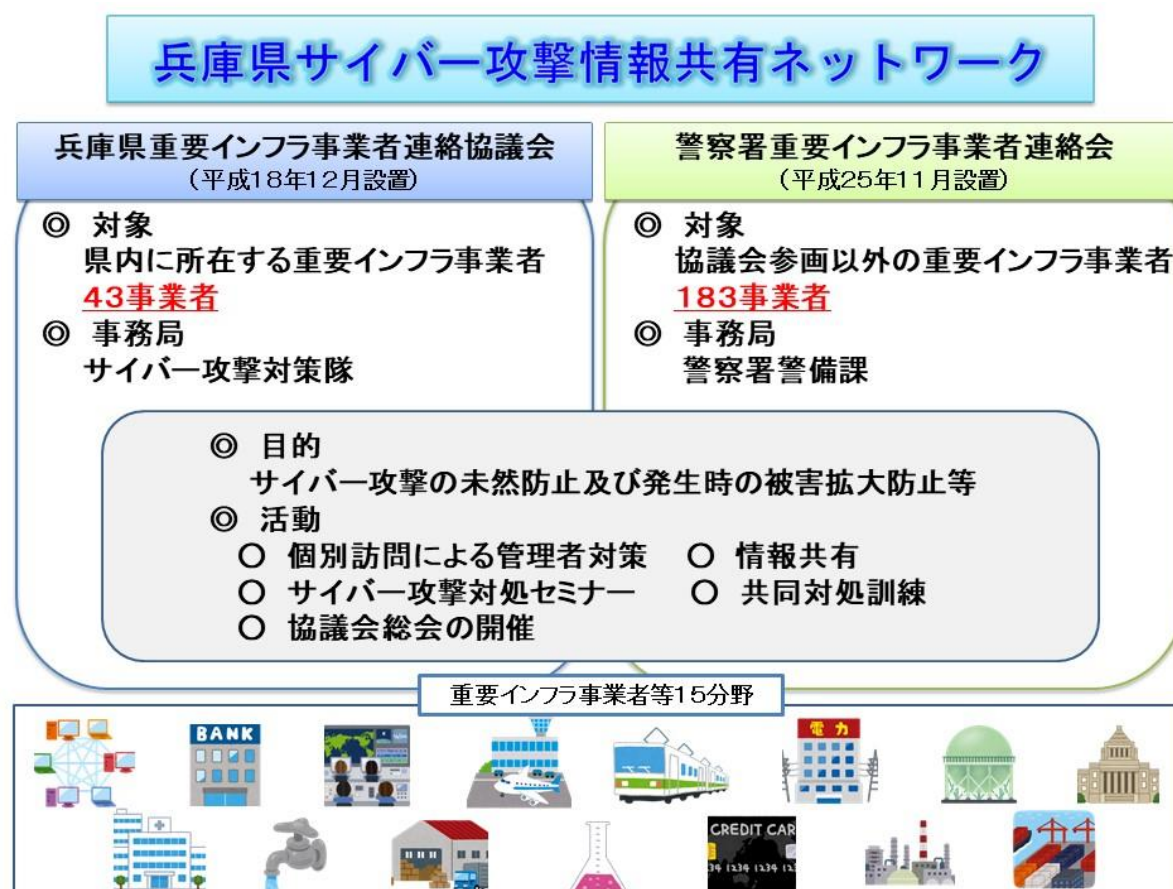 兵庫県サイバー攻撃情報共有ネットワーク
兵庫県重要インフラ事業者連絡協議会
（平成18年12月設置）
◎ 対象
県内に所在する重要インフラ事業者
43事業者
◎ 事務局
サイバー攻撃対策隊
警察署重要インフラ事業者連絡会
（平成25年11月設置）
◎ 対象
協議会参画以外の重要インフラ事業者
183事業者
◎ 事務局
警察署警備課
◎ 目的
サイバー攻撃の未然防止及び発生時の被害拡大防止等
◎ 活動
○ 個別訪問による管理者対策 ○ 情報共有
○ サイバー攻撃対処セミナー ○ 共同対処訓練
○ 協議会総会の開催
重要インフラ事業者等15分野
BANK
電力
CREDIT CAR
34 1234 1234 123